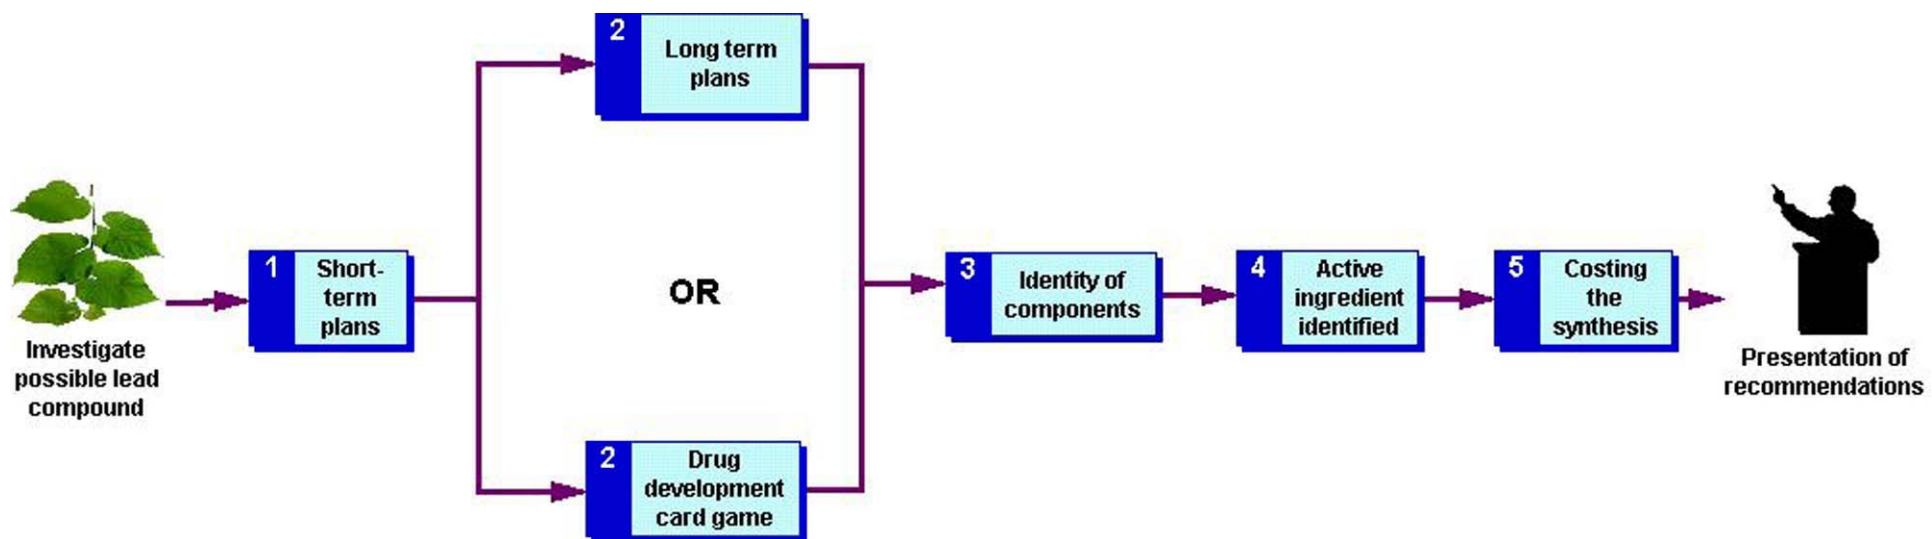 Investigate
possible lead
compound
1
Short-
term
plans
2
Long term
plans
OR
2
Drug
development
card game
3
Identity of
components
4
Active
ingredient
identified
5
Costing
the
synthesis
Presentation of
recommendations